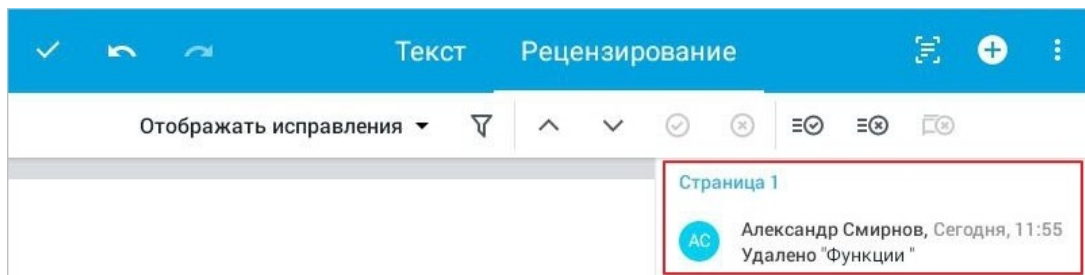 Текст Рецензирование
Отображать исправления
Страница 1
АС Александр Смирнов, Сегодня, 11:55
Удалено "Функции "